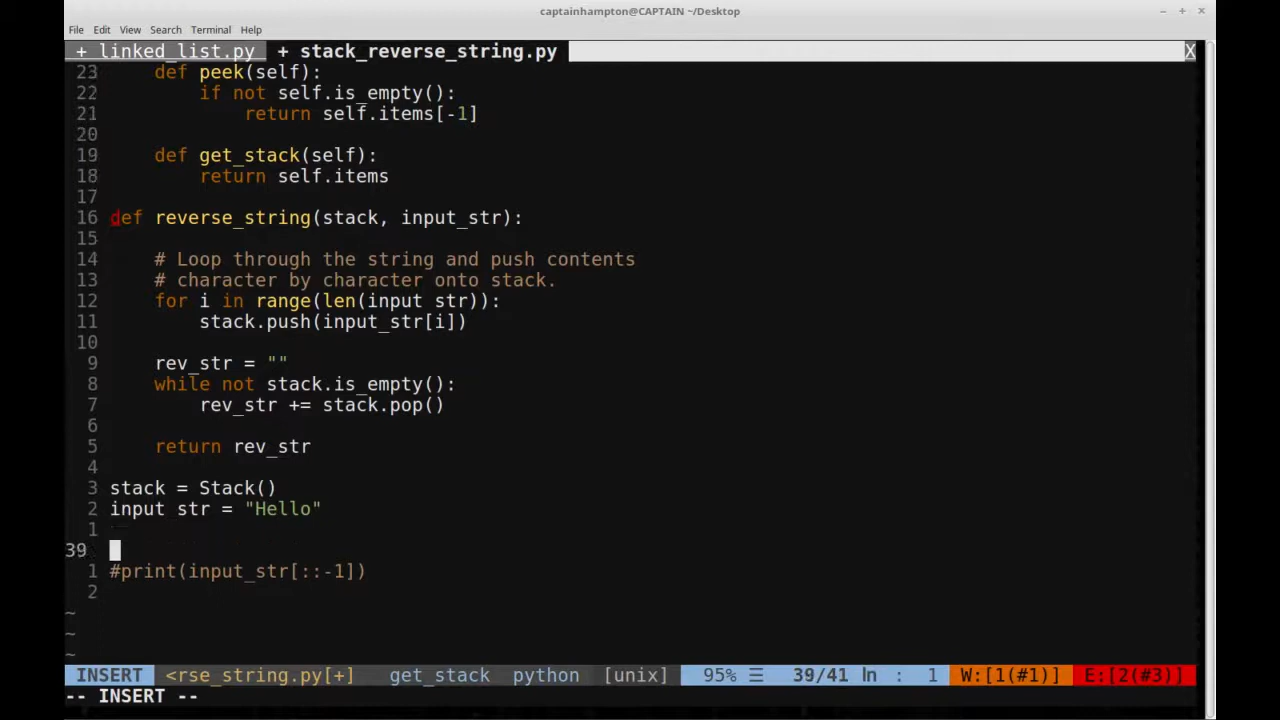 captainhampton@CAPTAIN ~/Desktop
File Edit View Search Terminal Help
+ linked_list.py + stack_reverse_string.py X
23 def peek(self):
22 if not self.is_empty():
21 return self.items[-1]
20
19 def get_stack(self):
18 return self.items
17
16 def reverse_string(stack, input_str):
15
14 # Loop through the string and push contents
13 # character by character onto stack.
12 for i in range(len(input str)):
11 stack.push(input_str[i])
10
9 rev_str = ""
8 while not stack.is_empty():
7 rev_str += stack.pop()
6
5 return rev_str
4
3 stack = Stack()
2 input str = "Hello"
1
39
1 #print(input_str[::-1])
2
~
~
~
INSERT <rse_string.py[+] get_stack python [unix] 95% ☰ 39/41 ln : 1 W:[1(#1)] E:[2(#3)]
-- INSERT --